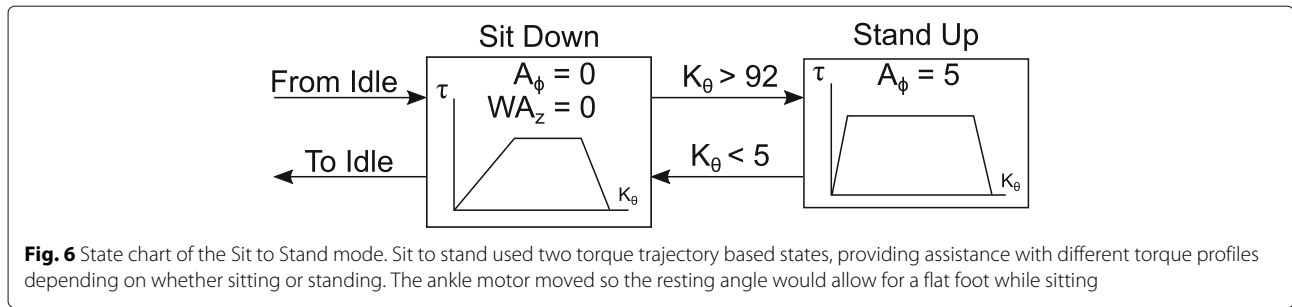 Sit Down
Stand Up
From Idle
To Idle
τ
A_ϕ = 0
WA_z = 0
K_θ
K_θ > 92
K_θ < 5
τ
A_ϕ = 5
K_θ
Fig. 6 State chart of the Sit to Stand mode. Sit to stand used two torque trajectory based states, providing assistance with different torque profiles
depending on whether sitting or standing. The ankle motor moved so the resting angle would allow for a flat foot while sitting